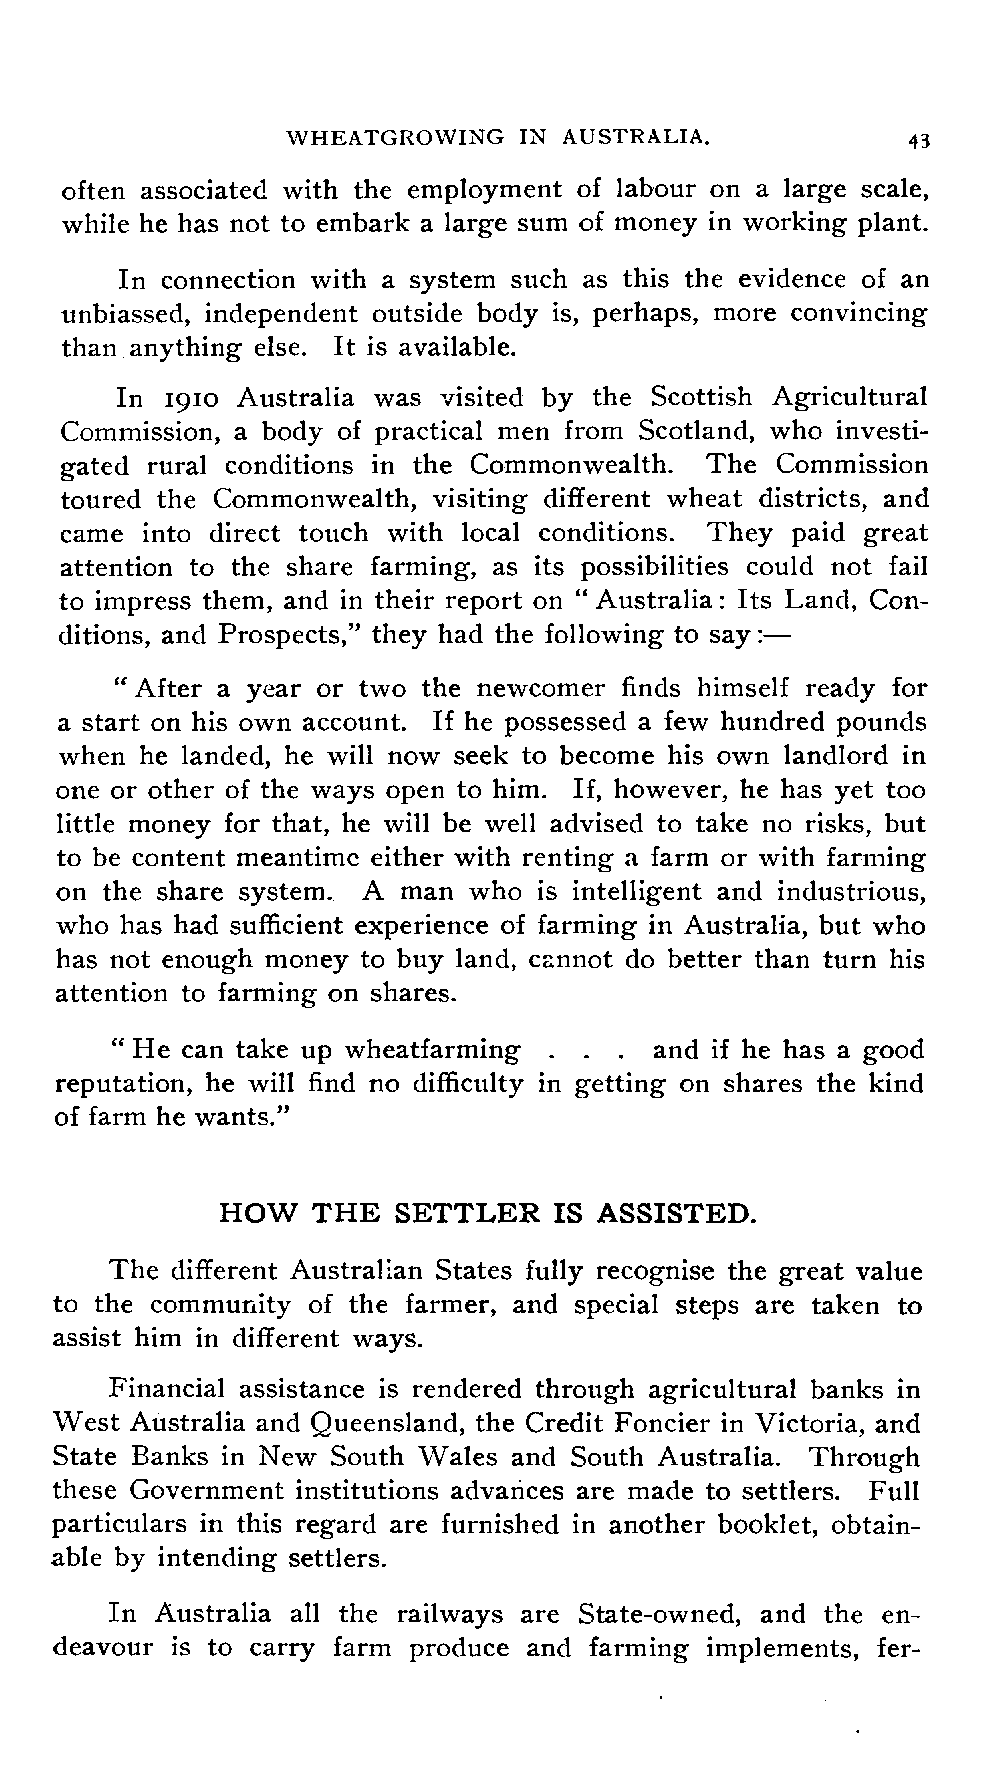 WHEATGROWING IN AUSTRALIA. 43
often associated with the employment of labour on a large scale,
while he has not to embark a large sum of money in working plant.
In connection with a system such as this the evidence of an
unbiassed, independent outside body is, perhaps, more convincing
than anything else. It is available.
In 1910 Australia was visited by the Scottish Agricultural
Commission, a body of practical men from Scotland, who investi-
gated rural conditions in the Commonwealth. The Commission
toured the Commonwealth, visiting different wheat districts, and
came into direct touch with local conditions. They paid great
attention to the share farming, as its possibilities could not fail
to impress them, and in their report on " Australia: Its Land, Con-
ditions, and Prospects," they had the following to say:—
" After a year or two the newcomer finds himself ready for
a start on his own account. If he possessed a few hundred pounds
when he landed, he will now seek to become his own landlord in
one or other of the ways open to him. If, however, he has yet too
little money for that, he will be well advised to take no risks, but
to be content meantime either with renting a farm or with farming
on the share system. A man who is intelligent and industrious,
who has had sufficient experience of farming in Australia, but who
has not enough money to buy land, cannot do better than turn his
attention to farming on shares.
" He can take up wheatfarming . . . and if he has a good
reputation, he will find no difficulty in getting on shares the kind
of farm he wants."
HOW THE SETTLER IS ASSISTED.
The different Australian States fully recognise the great value
to the community of the farmer, and special steps are taken to
assist him in different ways.
Financial assistance is rendered through agricultural banks in
West Australia and Queensland, the Credit Foncier in Victoria, and
State Banks in New South Wales and South Australia. Through
these Government institutions advances are made to settlers. Full
particulars in this regard are furnished in another booklet, obtain-
able by intending settlers.
In Australia all the railways are State-owned, and the en-
deavour is to carry farm produce and farming implements, fer-